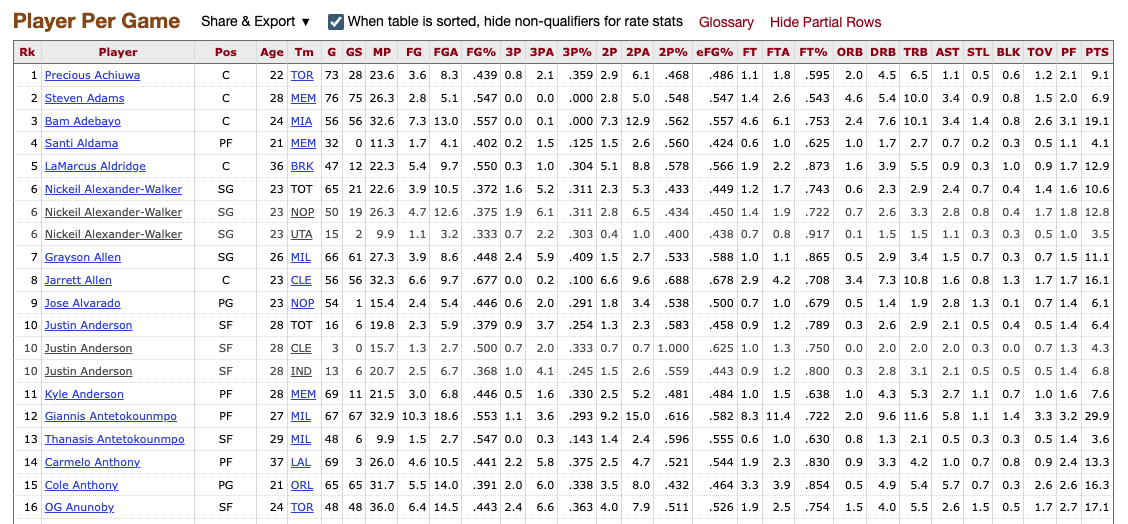 Player Per Game Share & Export ▼ When table is sorted, hide non-qualifiers for rate stats Glossary Hide Partial Rows
Rk Player Pos Age Tm G GS MP FG FGA FG% 3P 3PA 3P% 2P 2PA 2P% eFG% FT FTA FT% ORB DRB TRB AST STL BLK TOV PF PTS
1 Precious Achiuwa C 22 TOR 73 28 23.6 3.6 8.3 .439 0.8 2.1 .359 2.9 6.1 .468 .486 1.1 1.8 .595 2.0 4.5 6.5 1.1 0.5 0.6 1.2 2.1 9.1
2 Steven Adams C 28 MEM 76 75 26.3 2.8 5.1 .547 0.0 0.0 .000 2.8 5.0 .548 .547 1.4 2.6 .543 4.6 5.4 10.0 3.4 0.9 0.8 1.5 2.0 6.9
3 Bam Adebayo C 24 MIA 56 56 32.6 7.3 13.0 .557 0.0 0.1 .000 7.3 12.9 .562 .557 4.6 6.1 .753 2.4 7.6 10.1 3.4 1.4 0.8 2.6 3.1 19.1
4 Santi Aldama PF 21 MEM 32 0 11.3 1.7 4.1 .402 0.2 1.5 .125 1.5 2.6 .560 .424 0.6 1.0 .625 1.0 1.7 2.7 0.7 0.2 0.3 0.5 1.1 4.1
5 LaMarcus Aldridge C 36 BRK 47 12 22.3 5.4 9.7 .550 0.3 1.0 .304 5.1 8.8 .578 .566 1.9 2.2 .873 1.6 3.9 5.5 0.9 0.3 1.0 0.9 1.7 12.9
6 Nickeil Alexander-Walker SG 23 TOT 65 21 22.6 3.9 10.5 .372 1.6 5.2 .311 2.3 5.3 .433 .449 1.2 1.7 .743 0.6 2.3 2.9 2.4 0.7 0.4 1.4 1.6 10.6
6 Nickeil Alexander-Walker SG 23 NOP 50 19 26.3 4.7 12.6 .375 1.9 6.1 .311 2.8 6.5 .434 .450 1.4 1.9 .722 0.7 2.6 3.3 2.8 0.8 0.4 1.7 1.8 12.8
6 Nickeil Alexander-Walker SG 23 UTA 15 2 9.9 1.1 3.2 .333 0.7 2.2 .303 0.4 1.0 .400 .438 0.7 0.8 .917 0.1 1.5 1.5 1.1 0.3 0.3 0.5 1.0 3.5
7 Grayson Allen SG 26 MIL 66 61 27.3 3.9 8.6 .448 2.4 5.9 .409 1.5 2.7 .533 .588 1.0 1.1 .865 0.5 2.9 3.4 1.5 0.7 0.3 0.7 1.5 11.1
8 Jarrett Allen C 23 CLE 56 56 32.3 6.6 9.7 .677 0.0 0.2 .100 6.6 9.6 .688 .678 2.9 4.2 .708 3.4 7.3 10.8 1.6 0.8 1.3 1.7 1.7 16.1
9 Jose Alvarado PG 23 NOP 54 1 15.4 2.4 5.4 .446 0.6 2.0 .291 1.8 3.4 .538 .500 0.7 1.0 .679 0.5 1.4 1.9 2.8 1.3 0.1 0.7 1.4 6.1
10 Justin Anderson SF 28 TOT 16 6 19.8 2.3 5.9 .379 0.9 3.7 .254 1.3 2.3 .583 .458 0.9 1.2 .789 0.3 2.6 2.9 2.1 0.5 0.4 0.5 1.4 6.4
10 Justin Anderson SF 28 CLE 3 0 15.7 1.3 2.7 .500 0.7 2.0 .333 0.7 0.7 1.000 .625 1.0 1.3 .750 0.0 2.0 2.0 2.0 0.3 0.0 0.7 1.3 4.3
10 Justin Anderson SF 28 IND 13 6 20.7 2.5 6.7 .368 1.0 4.1 .245 1.5 2.6 .559 .443 0.9 1.2 .800 0.3 2.8 3.1 2.1 0.5 0.5 0.5 1.4 6.8
11 Kyle Anderson PF 28 MEM 69 11 21.5 3.0 6.8 .446 0.5 1.6 .330 2.5 5.2 .481 .484 1.0 1.5 .638 1.0 4.3 5.3 2.7 1.1 0.7 1.0 1.6 7.6
12 Giannis Antetokounmpo PF 27 MIL 67 67 32.9 10.3 18.6 .553 1.1 3.6 .293 9.2 15.0 .616 .582 8.3 11.4 .722 2.0 9.6 11.6 5.8 1.1 1.4 3.3 3.2 29.9
13 Thanasis Antetokounmpo SF 29 MIL 48 6 9.9 1.5 2.7 .547 0.0 0.3 .143 1.4 2.4 .596 .555 0.6 1.0 .630 0.8 1.3 2.1 0.5 0.3 0.3 0.5 1.4 3.6
14 Carmelo Anthony PF 37 LAL 69 3 26.0 4.6 10.5 .441 2.2 5.8 .375 2.5 4.7 .521 .544 1.9 2.3 .830 0.9 3.3 4.2 1.0 0.7 0.8 0.9 2.4 13.3
15 Cole Anthony PG 21 ORL 65 65 31.7 5.5 14.0 .391 2.0 6.0 .338 3.5 8.0 .432 .464 3.3 3.9 .854 0.5 4.9 5.4 5.7 0.7 0.3 2.6 2.6 16.3
16 OG Anunoby SF 24 TOR 48 48 36.0 6.4 14.5 .443 2.4 6.6 .363 4.0 7.9 .511 .526 1.9 2.5 .754 1.5 4.0 5.5 2.6 1.5 0.5 1.7 2.7 17.1